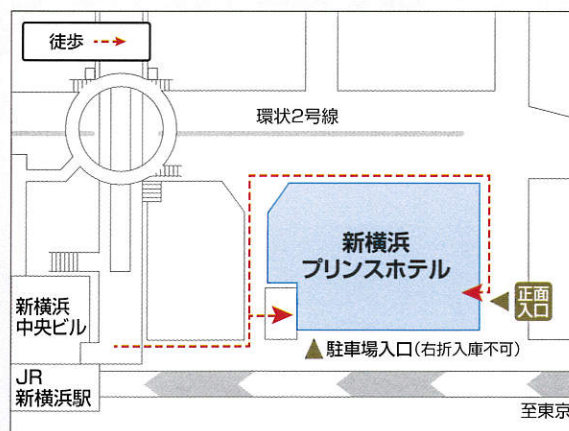 徒歩
環状2号線
新横浜
プリンスホテル
正面
入口
新横浜
中央ビル
駐車場入口(右折入庫不可)
JR
新横浜駅
至東京